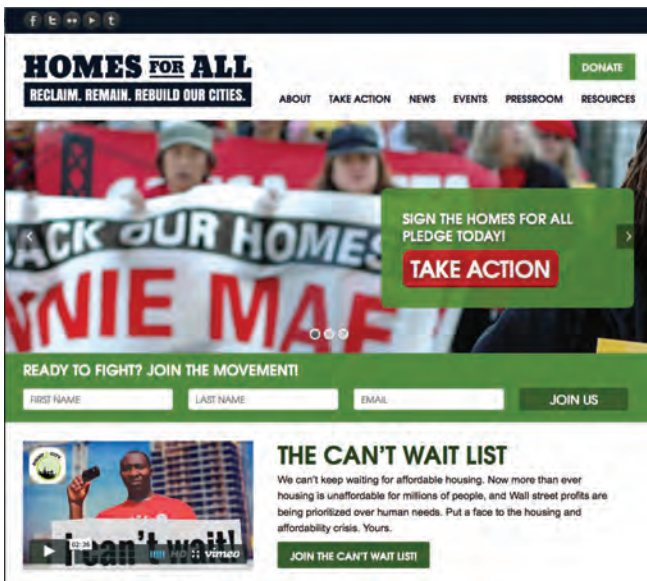 HOMES FOR ALL
RECLAIM. REMAIN. REBUILD OUR CITIES.
DONATE
ABOUT TAKE ACTION NEWS EVENTS PRESSROOM RESOURCES
ACK OUR HOMES
NNIE MAE
SIGN THE HOMES FOR ALL
PLEDGE TODAY!
TAKE ACTION
READY TO FIGHT? JOIN THE MOVEMENT!
FIRST NAME LAST NAME EMAIL JOIN US
i can't wait!
02:35
HD vimeo
THE CAN'T WAIT LIST
We can't keep waiting for affordable housing. Now more than ever
housing is unaffordable for millions of people, and Wall street profits are
being prioritized over human needs. Put a face to the housing and
affordability crisis. Yours.
JOIN THE CAN'T WAIT LIST!